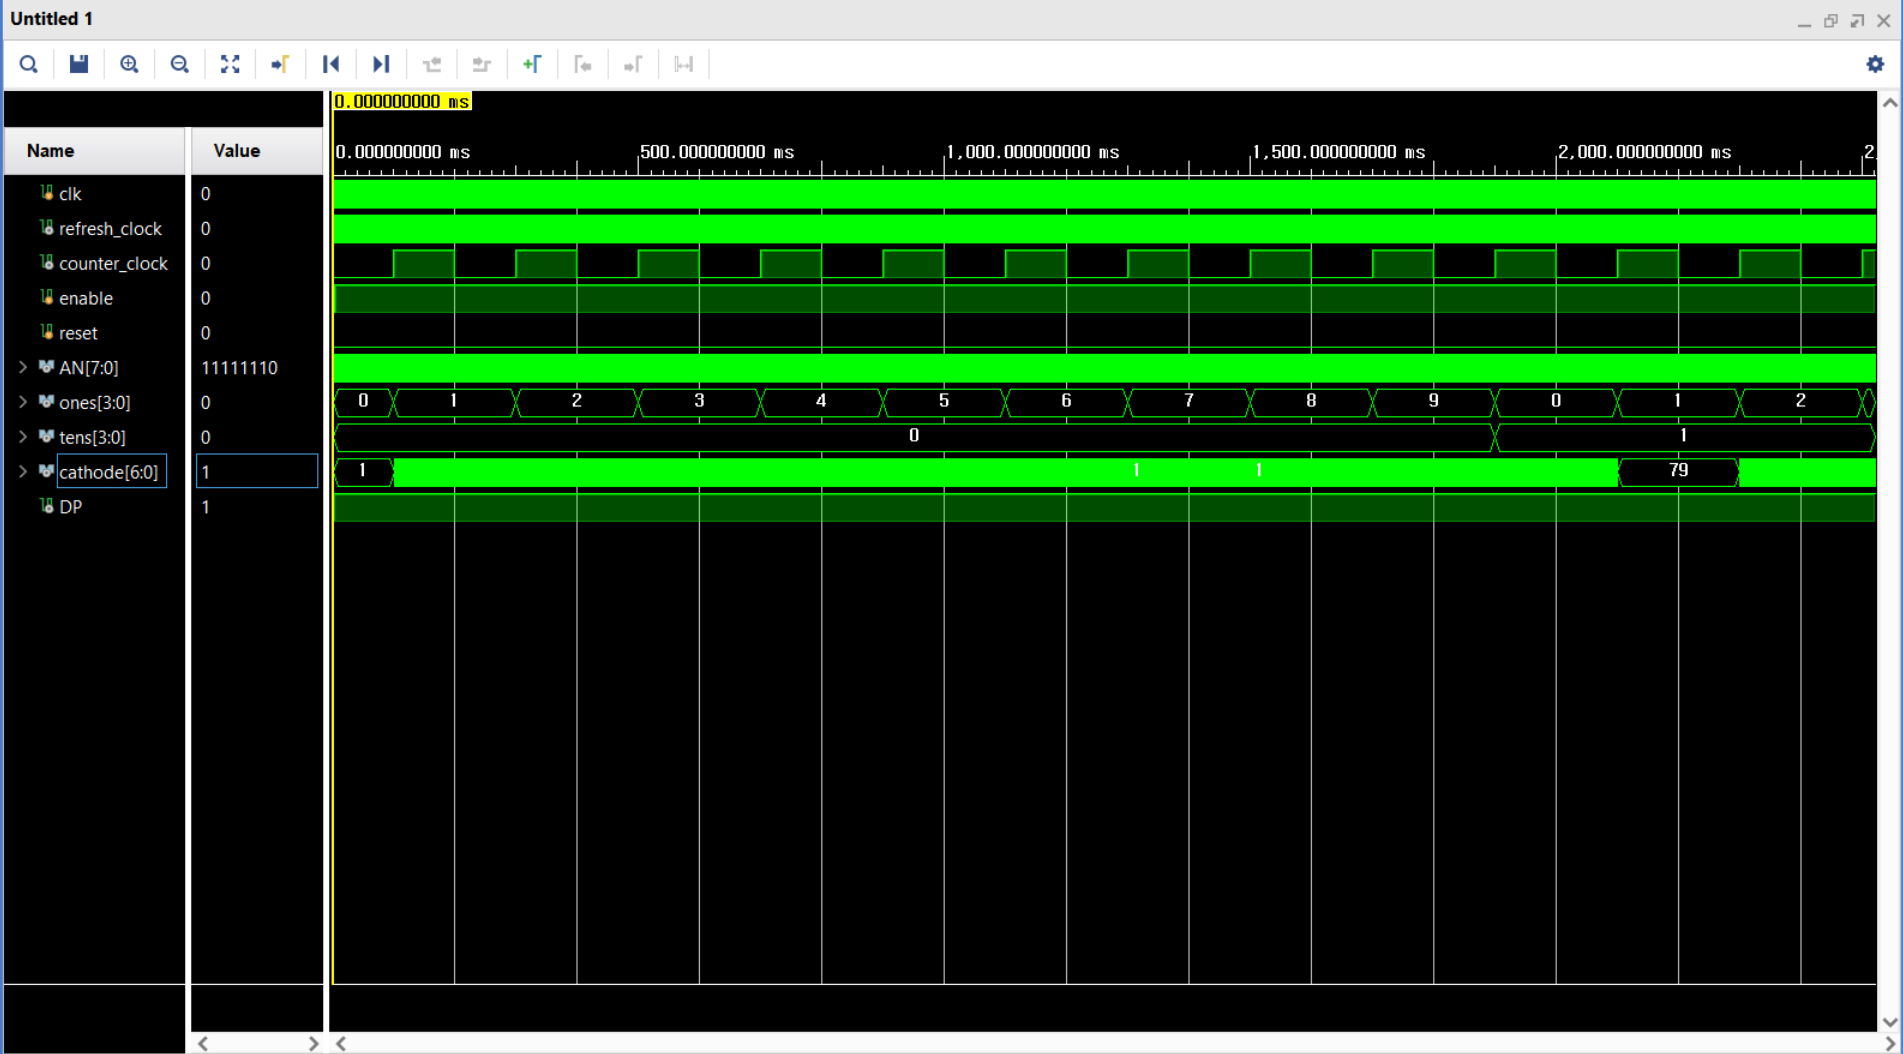 Untitled 1
0.000000000 ms
Name Value 0.000000000 ms 500.000000000 ms 1,000.000000000 ms 1,500.000000000 ms 2,000.000000000 ms 2,
clk 0
refresh_clock 0
counter_clock 0
enable 0
reset 0
AN[7:0] 11111110
ones[3:0] 0 0 1 2 3 4 5 6 7 8 9 0 1 2
tens[3:0] 0 0 1
cathode[6:0] 1 1 1 1 79
DP 1